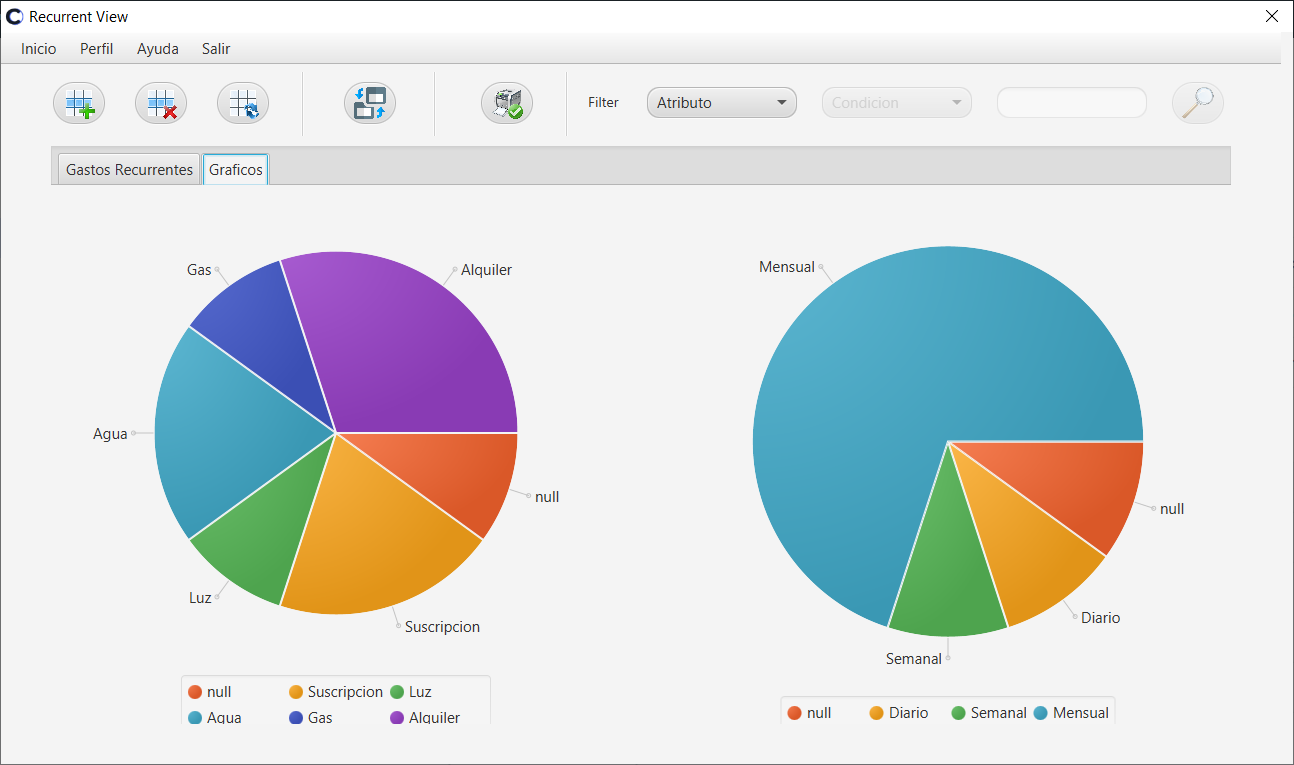 Recurrent View
Inicio Perfil Ayuda Salir
Filter Atributo Condicion
Gastos Recurrentes Graficos
Gas Alquiler
Agua
null
Luz
Suscripcion
null Suscripcion Luz
Agua Gas Alquiler
Mensual
null
Diario
Semanal
null Diario Semanal Mensual